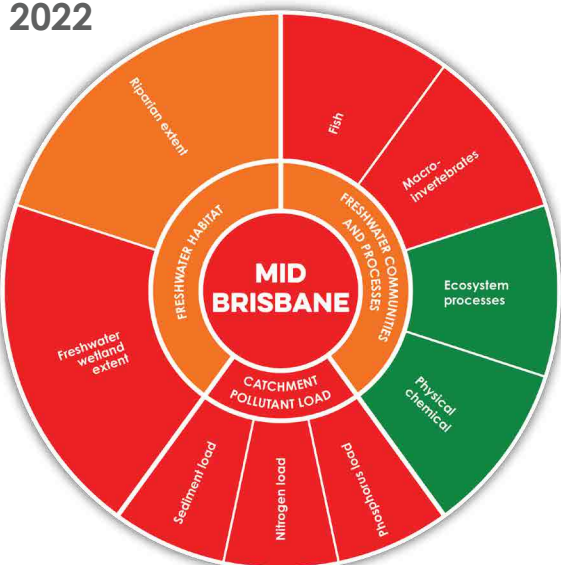 2022
Riparian extent
Fish
Macro-
invertebrates
FRESHWATER HABITAT
FRESHWATER COMMUNITIES
AND PROCESSES
MID
BRISBANE
Ecosystem
processes
Freshwater
wetland
extent
Physical
chemical
CATCHMENT
POLLUTANT LOAD
Sediment load
Nitrogen load
Phosphorus load